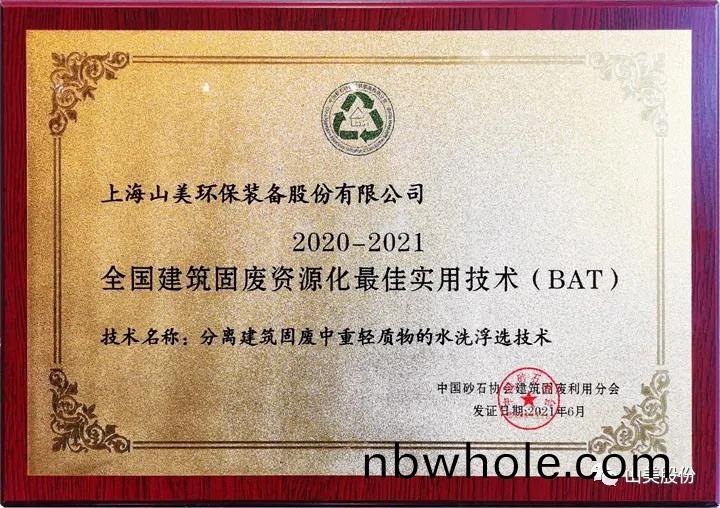 上海山美环保装备股份有限公司
2020-2021
全国建筑固废资源化最佳实用技术（BAT）
技术名称：分离建筑固废中重轻质物的水洗浮选技术
中国砂石协会建筑固废利用分会
发证日期:2021年6月
nbwhole.com
山美股份